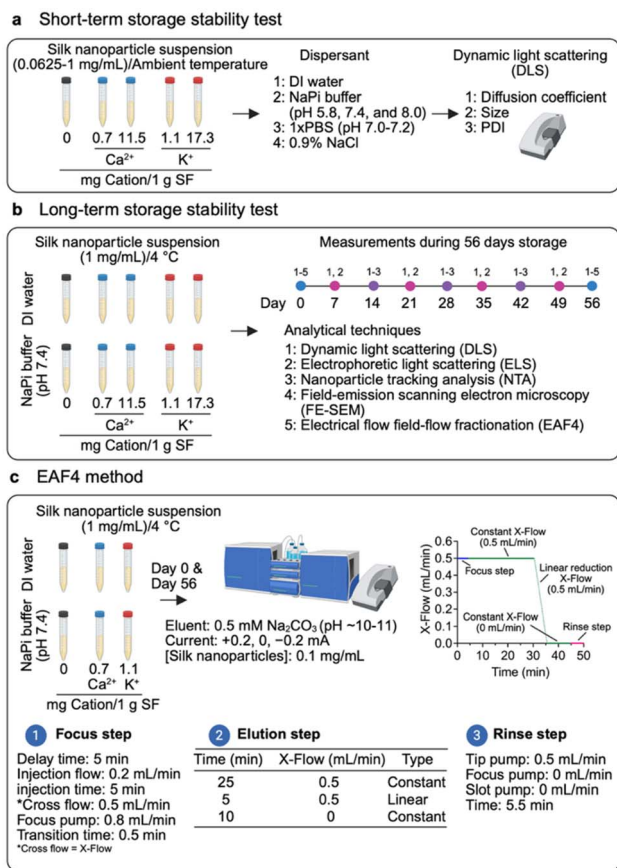 a Short-term storage stability test
Silk nanoparticle suspension
(0.0625-1 mg/mL)/Ambient temperature
0 0.7 11.5 1.1 17.3
Ca²⁺ K⁺
mg Cation/1 g SF
Dispersant
1: DI water
2: NaPi buffer
(pH 5.8, 7.4, and 8.0)
3: 1xPBS (pH 7.0-7.2)
4: 0.9% NaCl
Dynamic light scattering
(DLS)
1: Diffusion coefficient
2: Size
3: PDI
b Long-term storage stability test
Silk nanoparticle suspension
(1 mg/mL)/4 °C
DI water
NaPi buffer
(pH 7.4)
0 0.7 11.5 1.1 17.3
Ca²⁺ K⁺
mg Cation/1 g SF
Measurements during 56 days storage
1-5 1, 2 1-3 1, 2 1-3 1, 2 1-3 1, 2 1-5
Day 0 7 14 21 28 35 42 49 56
Analytical techniques
1: Dynamic light scattering (DLS)
2: Electrophoretic light scattering (ELS)
3: Nanoparticle tracking analysis (NTA)
4: Field-emission scanning electron microscopy
(FE-SEM)
5: Electrical flow field-flow fractionation (EAF4)
c EAF4 method
Silk nanoparticle suspension
(1 mg/mL)/4 °C
DI water
NaPi buffer
(pH 7.4)
0 0.7 1.1
Ca²⁺ K⁺
mg Cation/1 g SF
Day 0 &
Day 56
Eluent: 0.5 mM Na₂CO₃ (pH ~10-11)
Current: +0.2, 0, −0.2 mA
[Silk nanoparticles]: 0.1 mg/mL
X-Flow (mL/min)
0.6
0.5
0.4
0.3
0.2
0.1
0.0
0 10 20 30 40 50
Time (min)
Constant X-Flow
(0.5 mL/min)
Focus step
Linear reduction
X-Flow
(0.5 mL/min)
Constant X-Flow
(0 mL/min)
Rinse step
1 Focus step
Delay time: 5 min
Injection flow: 0.2 mL/min
injection time: 5 min
*Cross flow: 0.5 mL/min
Focus pump: 0.8 mL/min
Transition time: 0.5 min
*Cross flow = X-Flow
2 Elution step
Time (min) X-Flow (mL/min) Type
25 0.5 Constant
5 0.5 Linear
10 0 Constant
3 Rinse step
Tip pump: 0.5 mL/min
Focus pump: 0 mL/min
Slot pump: 0 mL/min
Time: 5.5 min